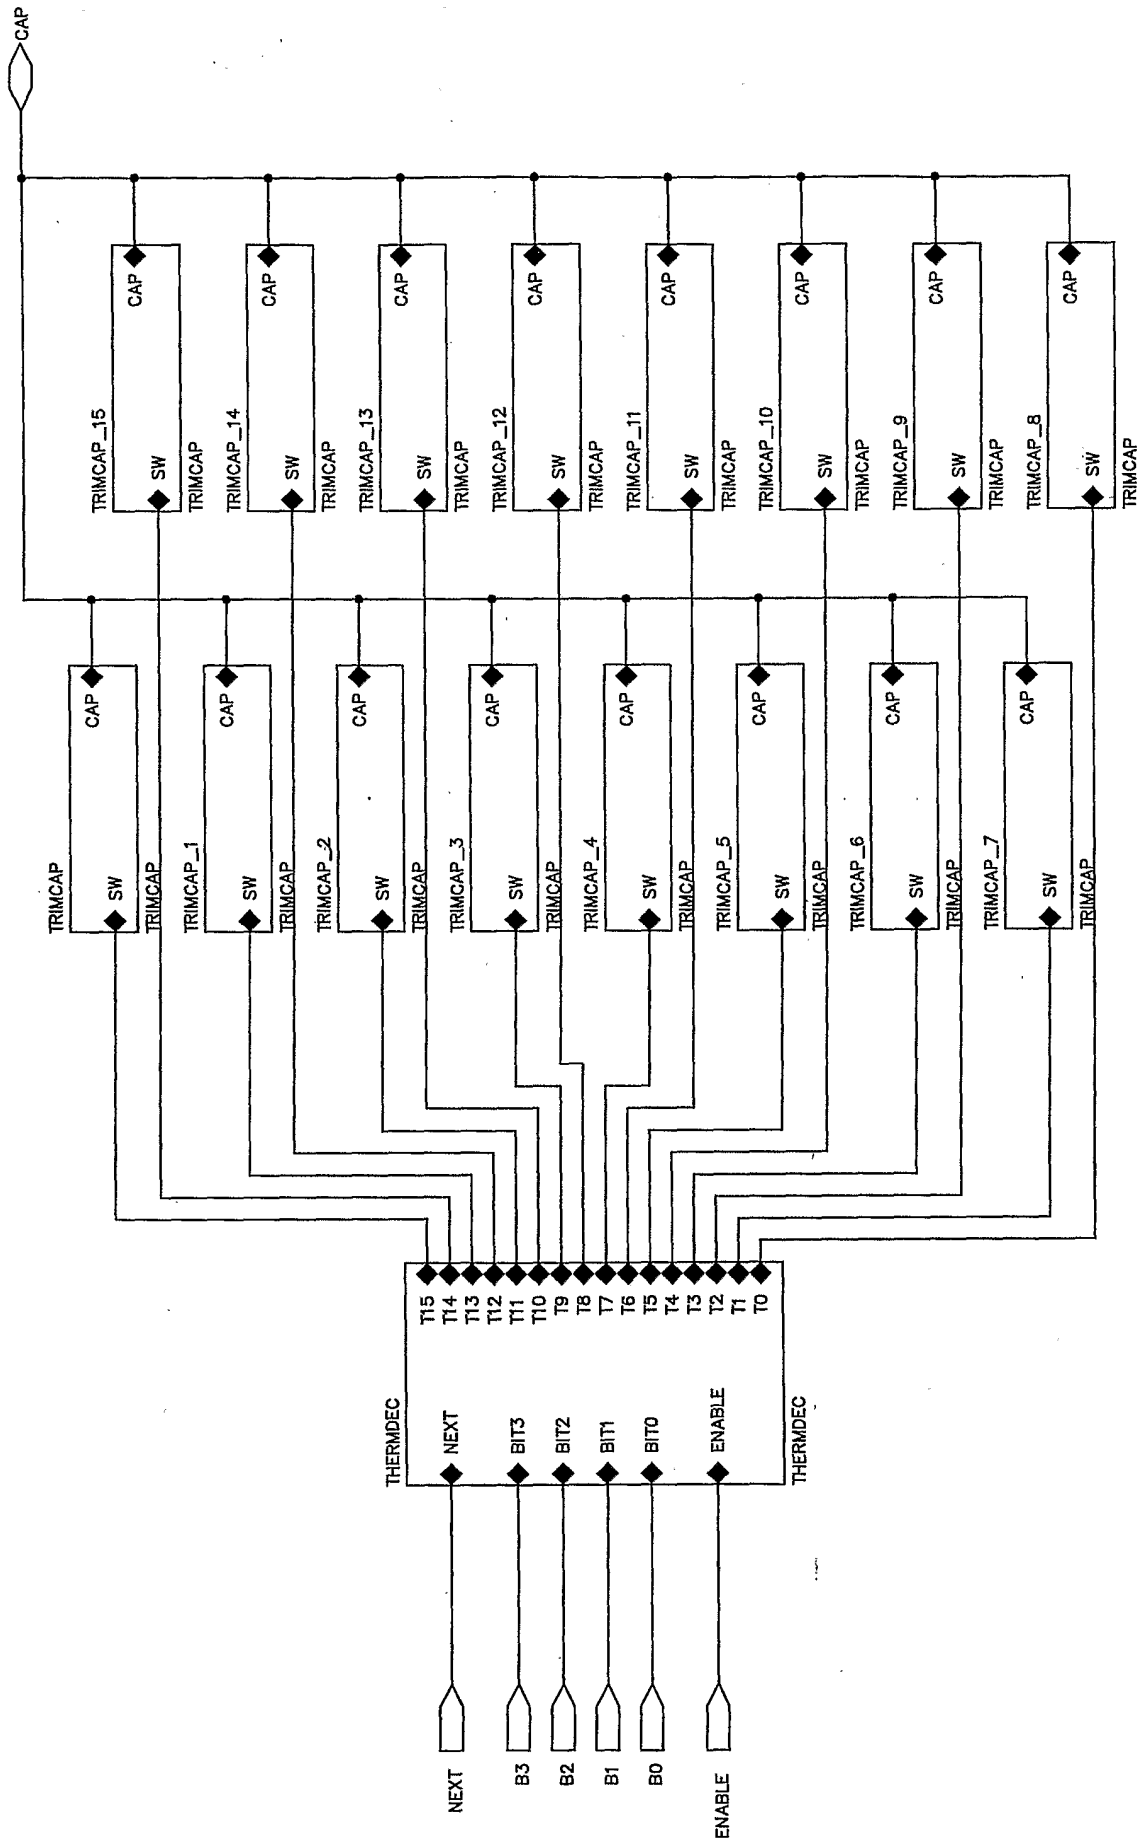 CAP
TRIMCAP_15
CAP
SW
TRIMCAP
TRIMCAP_14
CAP
SW
TRIMCAP
TRIMCAP_13
CAP
SW
TRIMCAP
TRIMCAP_12
CAP
SW
TRIMCAP
TRIMCAP_11
CAP
SW
TRIMCAP
TRIMCAP_10
CAP
SW
TRIMCAP
TRIMCAP_9
CAP
SW
TRIMCAP
TRIMCAP_8
CAP
SW
TRIMCAP
TRIMCAP
CAP
SW
TRIMCAP
TRIMCAP_1
CAP
SW
TRIMCAP
TRIMCAP_2
CAP
SW
TRIMCAP
TRIMCAP_3
CAP
SW
TRIMCAP
TRIMCAP_4
CAP
SW
TRIMCAP
TRIMCAP_5
CAP
SW
TRIMCAP
TRIMCAP_6
CAP
SW
TRIMCAP
TRIMCAP_7
CAP
SW
TRIMCAP
THERMDEC
T15
T14
T13
T12
T11
T10
T9
T8
T7
T6
T5
T4
T3
T2
T1
T0
NEXT
BIT3
BIT2
BIT1
BIT0
ENABLE
THERMDEC
NEXT
B3
B2
B1
B0
ENABLE